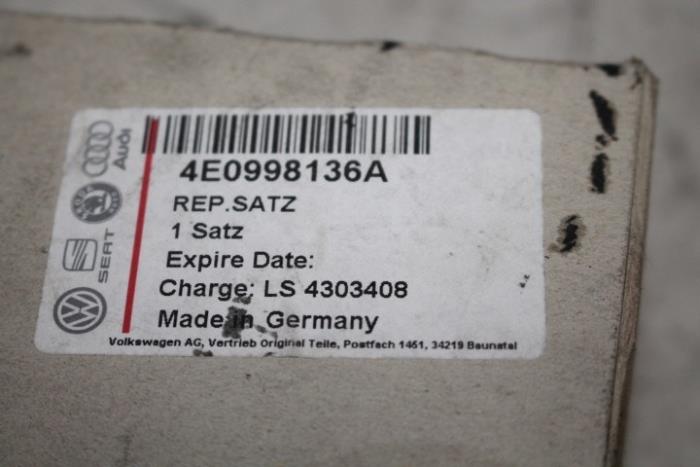 Audi
SEAT
4E0998136A
REP.SATZ
1 Satz
Expire Date:
Charge: LS 4303408
Made in Germany
Volkswagen AG, Vertrieb Original Teile, Postfach 1451, 34219 Baunatal